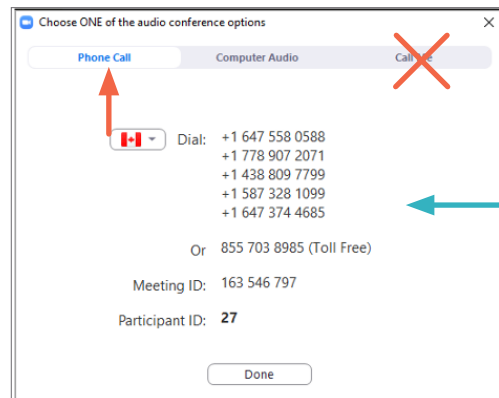 Choose ONE of the audio conference options
Phone Call Computer Audio Call Me
Dial: +1 647 558 0588
+1 778 907 2071
+1 438 809 7799
+1 587 328 1099
+1 647 374 4685
Or 855 703 8985 (Toll Free)
Meeting ID: 163 546 797
Participant ID: 27
Done